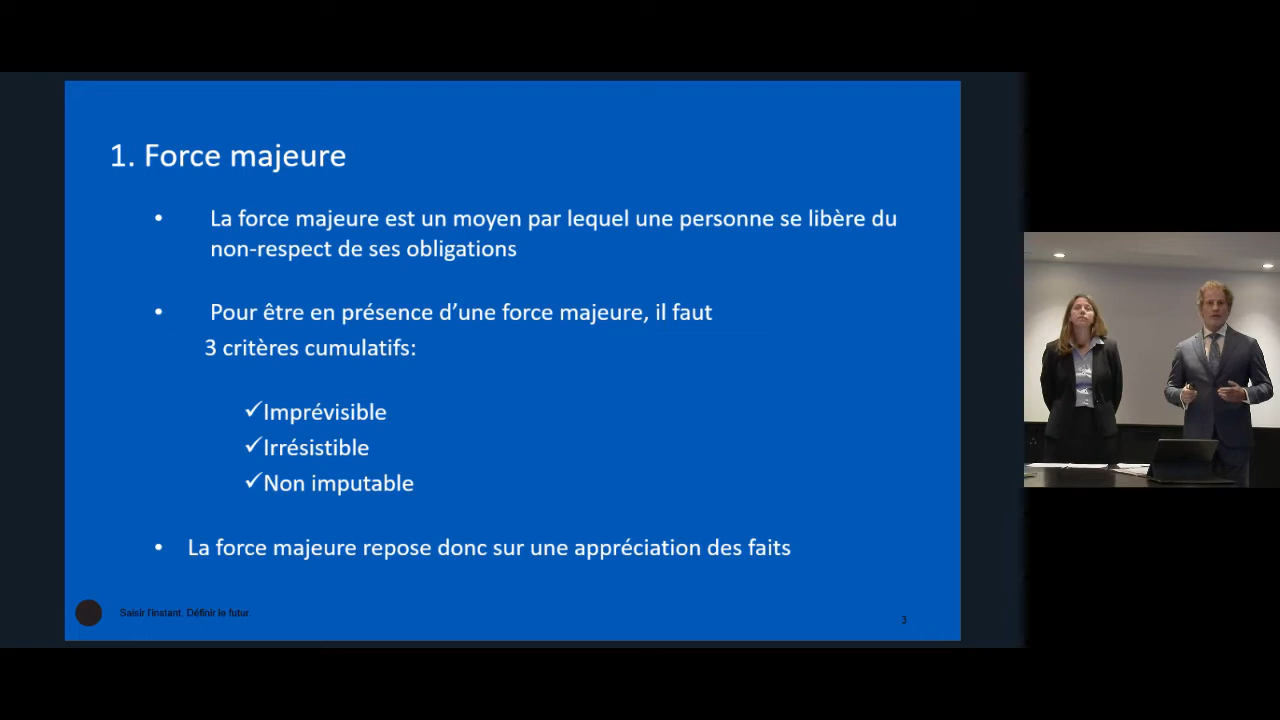 1. Force majeure
• La force majeure est un moyen par lequel une personne se libère du
non-respect de ses obligations
• Pour être en présence d’une force majeure, il faut
3 critères cumulatifs:
✓Imprévisible
✓Irrésistible
✓Non imputable
• La force majeure repose donc sur une appréciation des faits
Saisir l'instant. Définir le futur.
3